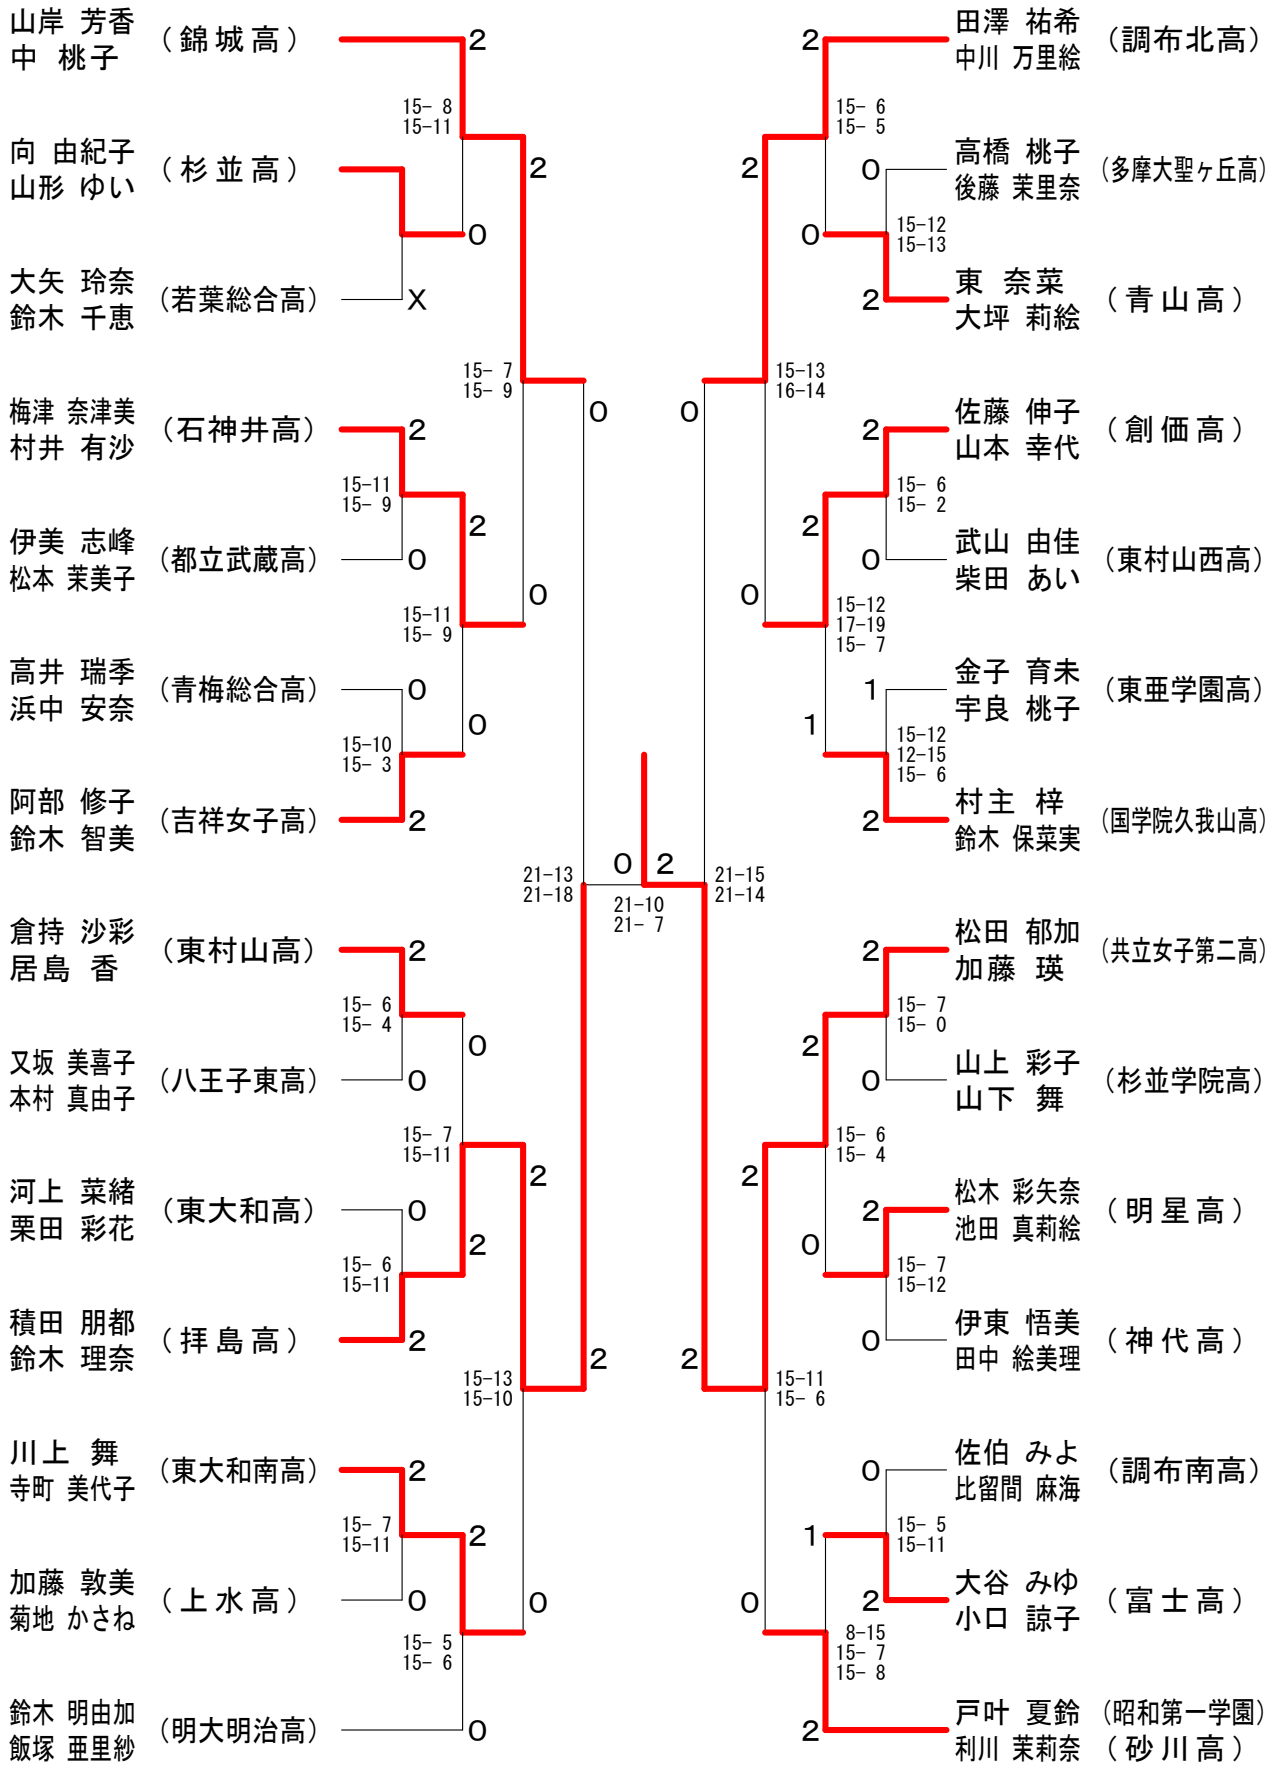 山岸 芳香
中 桃子
(錦城高)
2
15- 8
15-11
向 由紀子
山形 ゆい
(杉並高)
2
0
大矢 玲奈
鈴木 千恵
(若葉総合高)
X
15- 7
15- 9
0
梅津 奈津美
村井 有沙
(石神井高)
2
15-11
15- 9
2
伊美 志峰
松本 茉美子
(都立武蔵高)
0
0
15-11
15- 9
高井 瑞季
浜中 安奈
(青梅総合高)
0
0
15-10
15- 3
阿部 修子
鈴木 智美
(吉祥女子高)
2
21-13
21-18
倉持 沙彩
居島 香
(東村山高)
2
15- 6
15- 4
0
又坂 美喜子
本村 真由子
(八王子東高)
0
15- 7
15-11
2
河上 菜緒
栗田 彩花
(東大和高)
0
2
15- 6
15-11
積田 朋都
鈴木 理奈
(拝島高)
2
2
15-13
15-10
川上 舞
寺町 美代子
(東大和南高)
2
15- 7
15-11
2
加藤 敦美
菊地 かさね
(上水高)
0
0
15- 5
15- 6
鈴木 明由加
飯塚 亜里紗
(明大明治高)
0
0
2
21-10
21- 7
2
田澤 祐希
中川 万里絵
(調布北高)
15- 6
15- 5
2
0
高橋 桃子
後藤 茉里奈
(多摩大聖ヶ丘高)
0
15-12
15-13
2
東 奈菜
大坪 莉絵
(青山高)
15-13
16-14
0
2
佐藤 伸子
山本 幸代
(創価高)
15- 6
15- 2
2
0
武山 由佳
柴田 あい
(東村山西高)
0
15-12
17-19
15- 7
1
金子 育未
宇良 桃子
(東亜学園高)
1
15-12
12-15
15- 6
2
村主 梓
鈴木 保菜実
(国学院久我山高)
21-15
21-14
2
松田 郁加
加藤 瑛
(共立女子第二高)
15- 7
15- 0
2
0
山上 彩子
山下 舞
(杉並学院高)
15- 6
15- 4
2
2
松木 彩矢奈
池田 真莉絵
(明星高)
0
15- 7
15-12
0
伊東 悟美
田中 絵美理
(神代高)
2
15-11
15- 6
0
佐伯 みよ
比留間 麻海
(調布南高)
1
15- 5
15-11
2
大谷 みゆ
小口 諒子
(富士高)
0
8-15
15- 7
15- 8
2
戸叶 夏鈴
利川 茉莉奈
(昭和第一学園)
(砂川高)